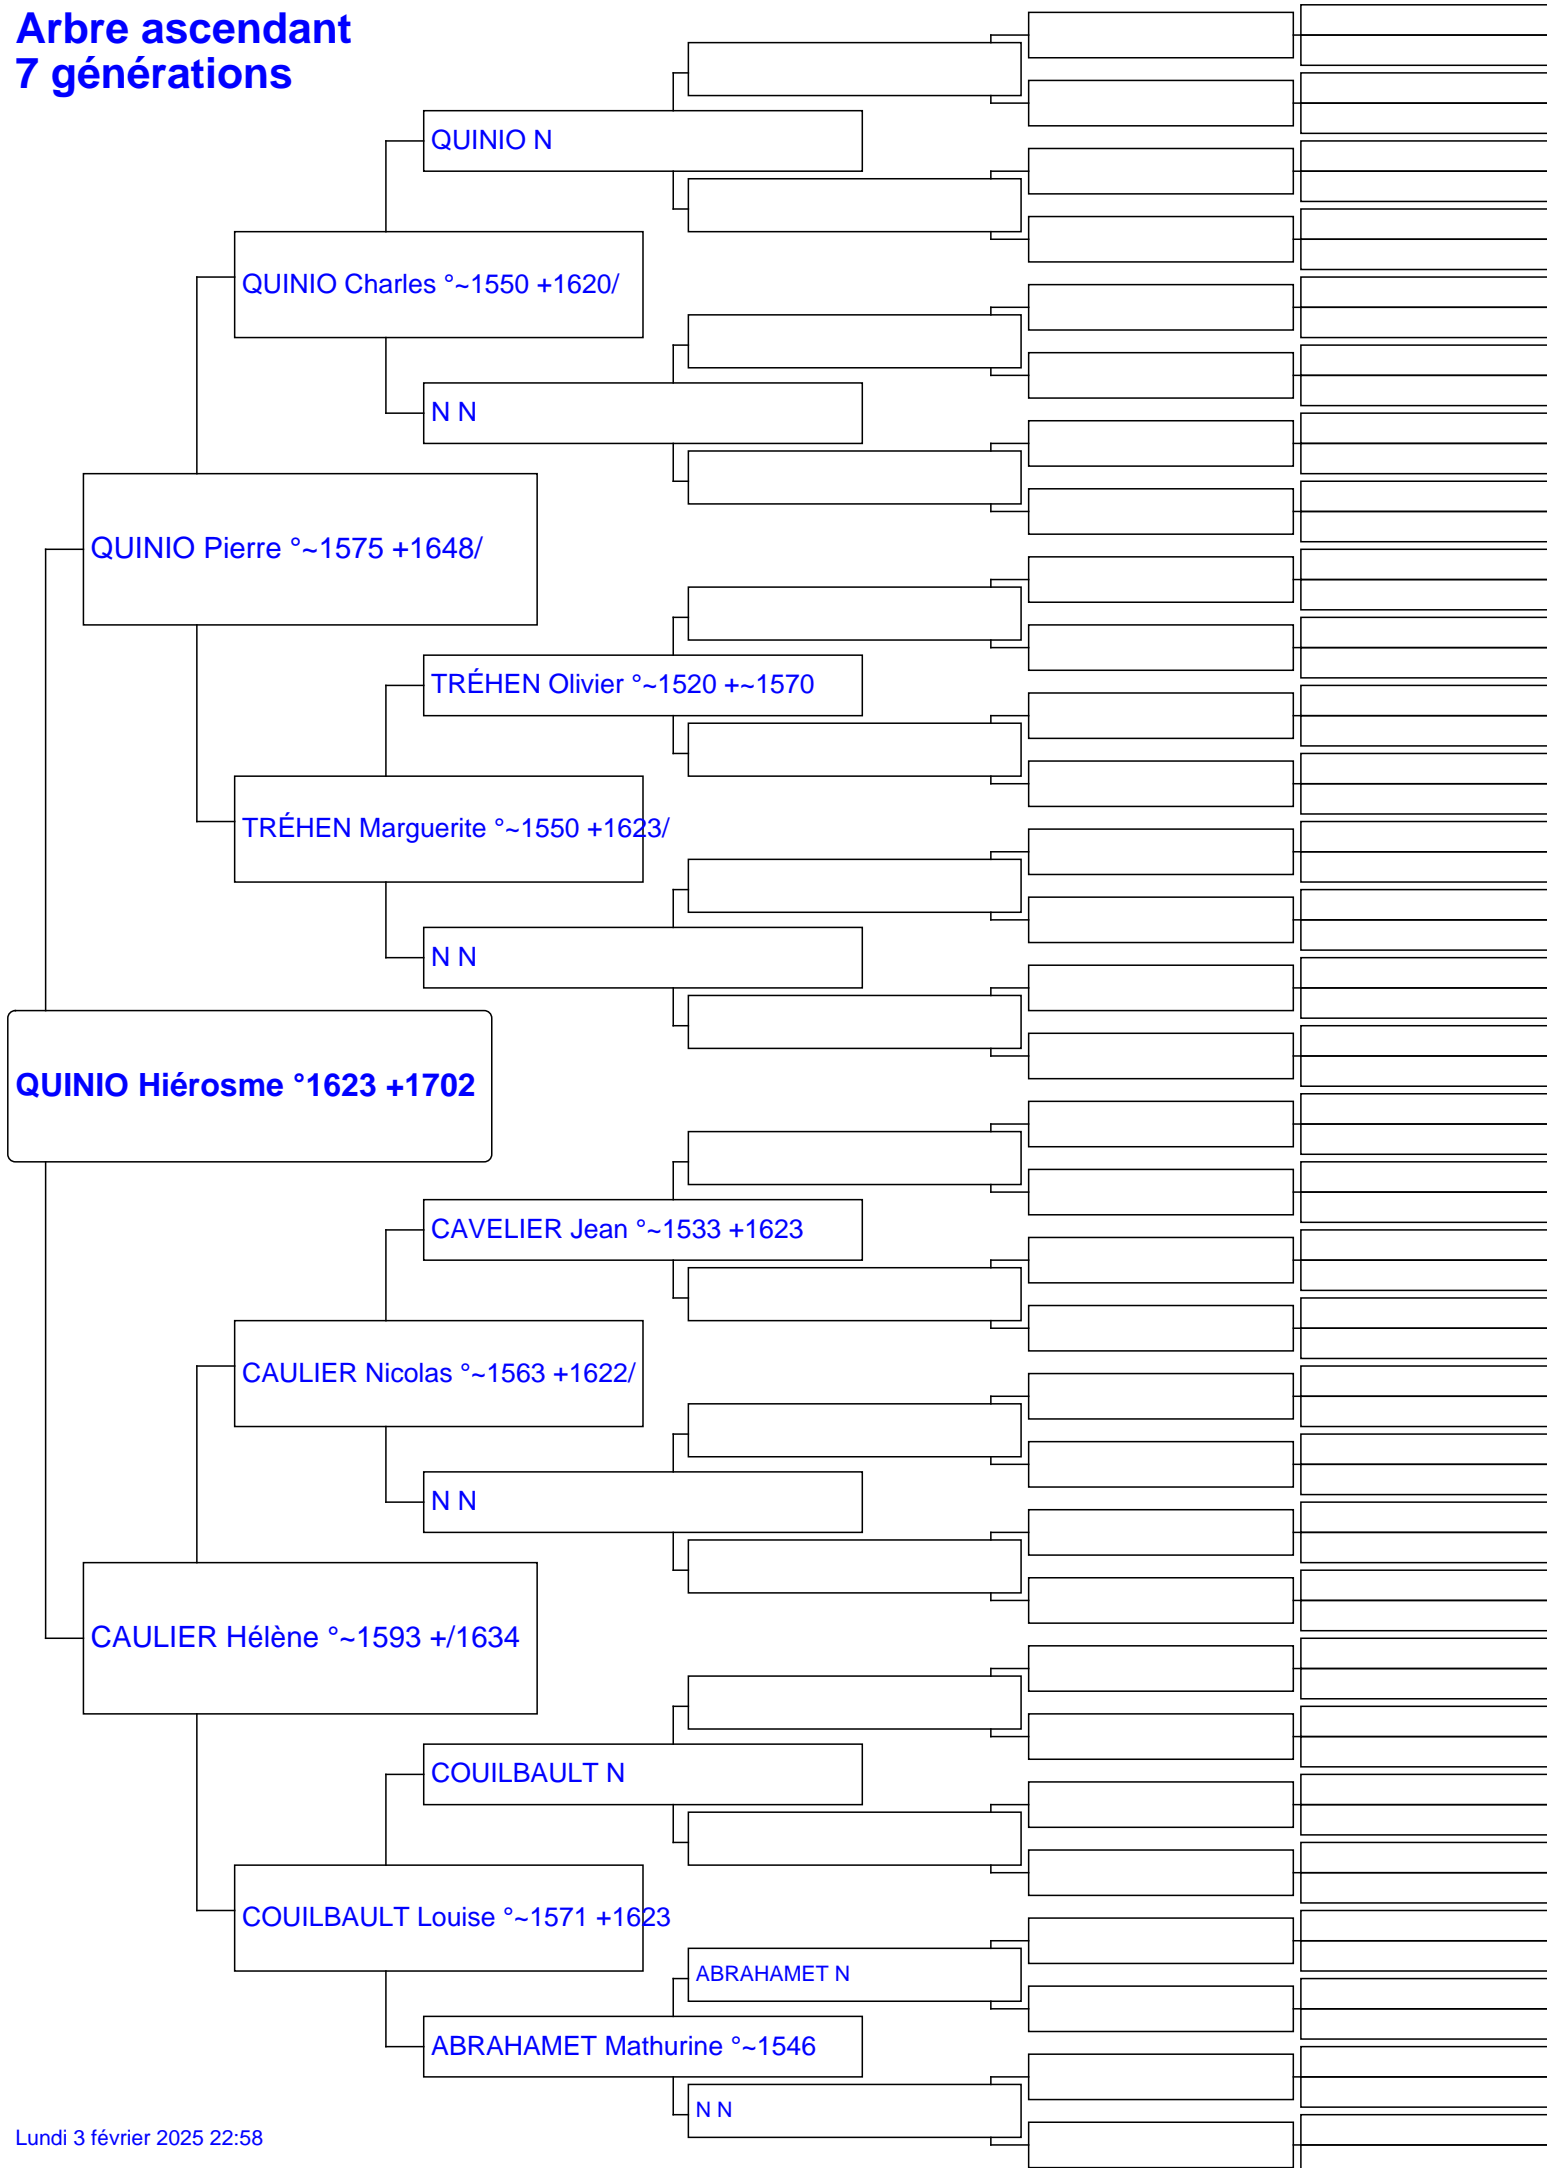 Arbre ascendant
7 générations
QUINIO N
QUINIO Charles °~1550 +1620/
N N
QUINIO Pierre °~1575 +1648/
TRÉHEN Olivier °~1520 +~1570
TRÉHEN Marguerite °~1550 +1623/
N N
QUINIO Hiérosme °1623 +1702
CAVELIER Jean °~1533 +1623
CAULIER Nicolas °~1563 +1622/
N N
CAULIER Hélène °~1593 +/1634
COUILBAULT N
COUILBAULT Louise °~1571 +1623
ABRAHAMET N
ABRAHAMET Mathurine °~1546
N N
Lundi 3 février 2025 22:58